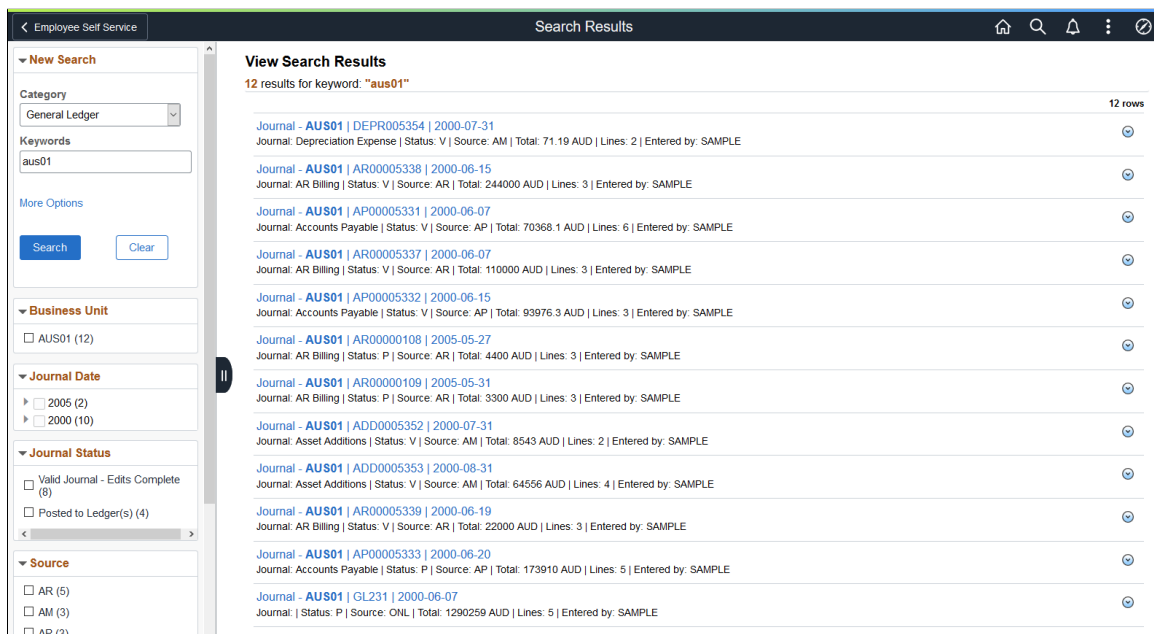 Employee Self Service
Search Results
New Search
Category
General Ledger
Keywords
aus01
More Options
Search
Clear
Business Unit
AUS01 (12)
Journal Date
2005 (2)
2000 (10)
Journal Status
Valid Journal - Edits Complete
(8)
Posted to Ledger(s) (4)
Source
AR (5)
AM (3)
AP (3)
View Search Results
12 results for keyword: "aus01"
12 rows
Journal - AUS01 | DEPR005354 | 2000-07-31
Journal: Depreciation Expense | Status: V | Source: AM | Total: 71.19 AUD | Lines: 2 | Entered by: SAMPLE
Journal - AUS01 | AR00005338 | 2000-06-15
Journal: AR Billing | Status: V | Source: AR | Total: 244000 AUD | Lines: 3 | Entered by: SAMPLE
Journal - AUS01 | AP00005331 | 2000-06-07
Journal: Accounts Payable | Status: V | Source: AP | Total: 70368.1 AUD | Lines: 6 | Entered by: SAMPLE
Journal - AUS01 | AR00005337 | 2000-06-07
Journal: AR Billing | Status: V | Source: AR | Total: 110000 AUD | Lines: 3 | Entered by: SAMPLE
Journal - AUS01 | AP00005332 | 2000-06-15
Journal: Accounts Payable | Status: V | Source: AP | Total: 93976.3 AUD | Lines: 3 | Entered by: SAMPLE
Journal - AUS01 | AR00000108 | 2005-05-27
Journal: AR Billing | Status: P | Source: AR | Total: 4400 AUD | Lines: 3 | Entered by: SAMPLE
Journal - AUS01 | AR00000109 | 2005-05-31
Journal: AR Billing | Status: P | Source: AR | Total: 3300 AUD | Lines: 3 | Entered by: SAMPLE
Journal - AUS01 | ADD0005352 | 2000-07-31
Journal: Asset Additions | Status: V | Source: AM | Total: 8543 AUD | Lines: 2 | Entered by: SAMPLE
Journal - AUS01 | ADD0005353 | 2000-08-31
Journal: Asset Additions | Status: V | Source: AM | Total: 64556 AUD | Lines: 4 | Entered by: SAMPLE
Journal - AUS01 | AR00005339 | 2000-06-19
Journal: AR Billing | Status: V | Source: AR | Total: 22000 AUD | Lines: 3 | Entered by: SAMPLE
Journal - AUS01 | AP00005333 | 2000-06-20
Journal: Accounts Payable | Status: P | Source: AP | Total: 173910 AUD | Lines: 5 | Entered by: SAMPLE
Journal - AUS01 | GL231 | 2000-06-07
Journal: | Status: P | Source: ONL | Total: 1290259 AUD | Lines: 5 | Entered by: SAMPLE